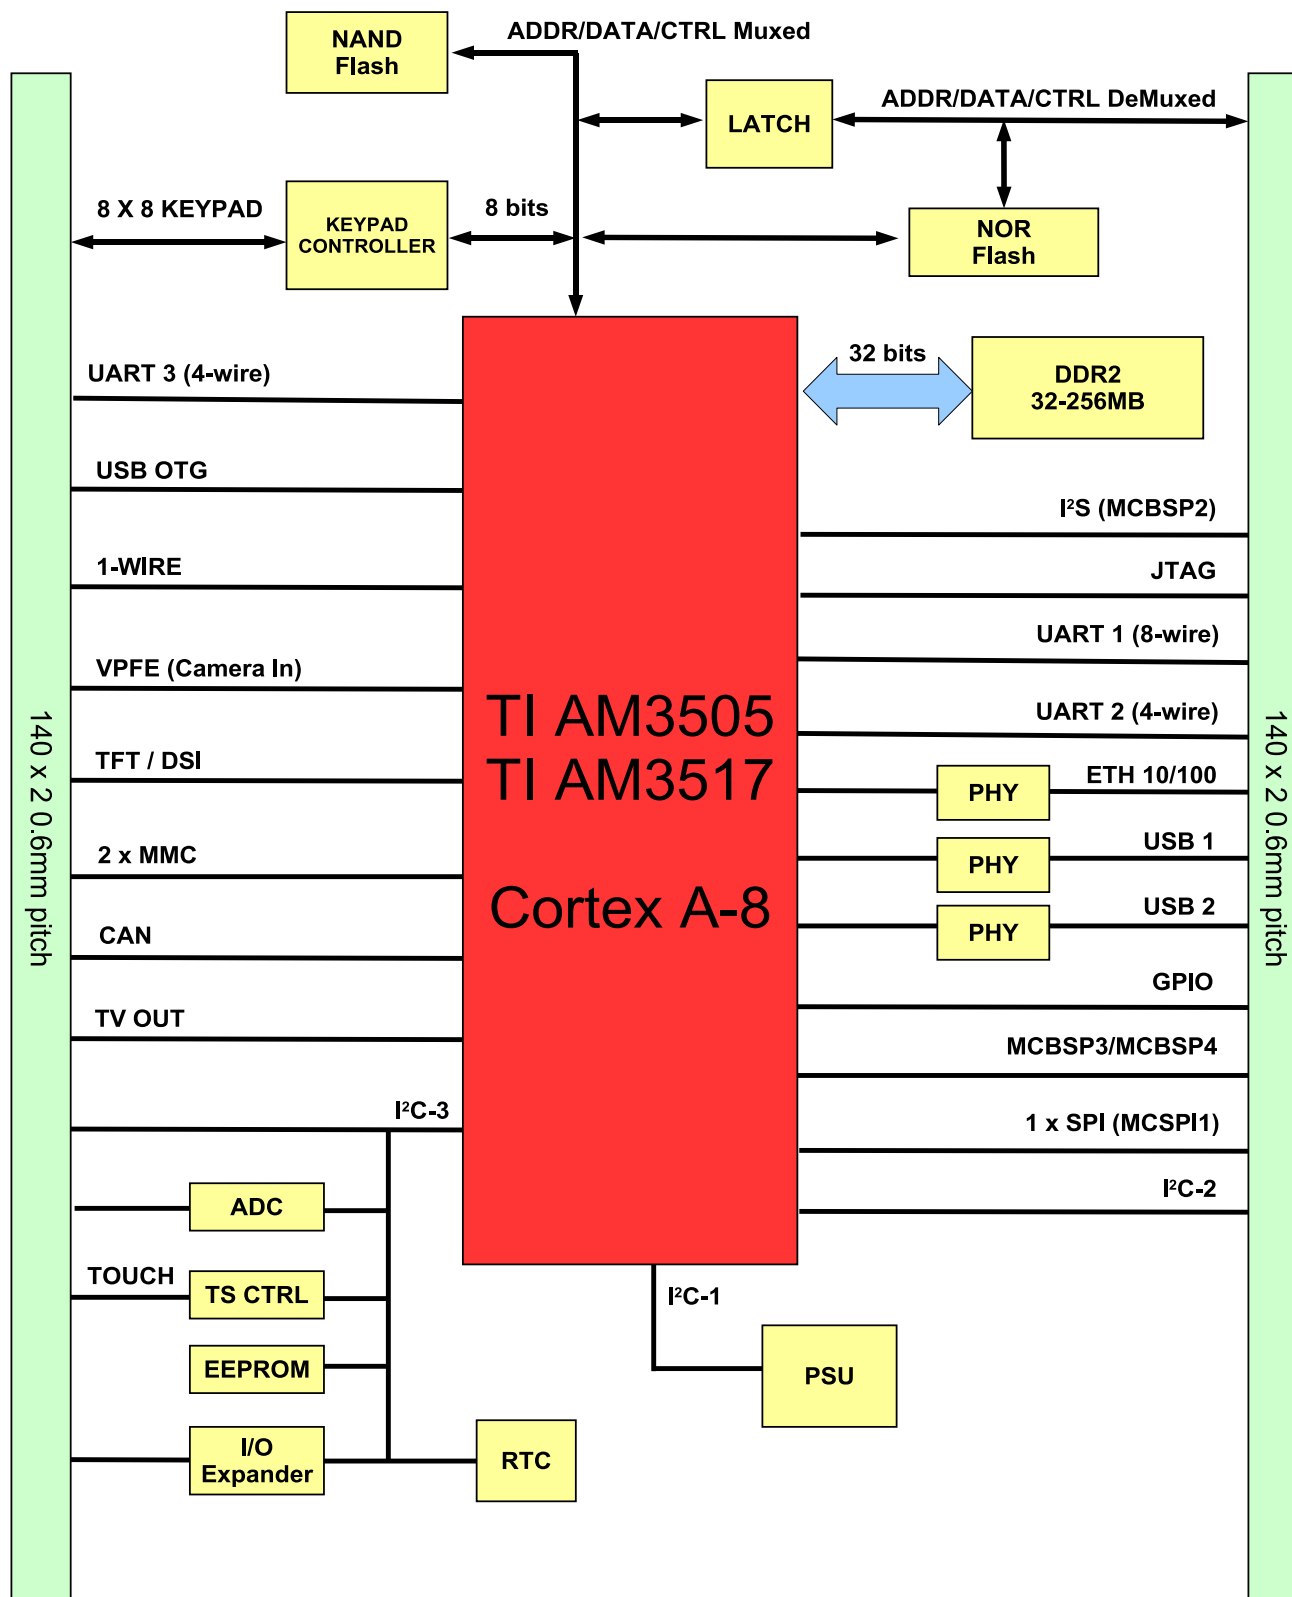 NAND
Flash
ADDR/DATA/CTRL Muxed
LATCH
ADDR/DATA/CTRL DeMuxed
8 X 8 KEYPAD
KEYPAD
CONTROLLER
8 bits
NOR
Flash
32 bits
DDR2
32-256MB
UART 3 (4-wire)
USB OTG
1-WIRE
VPFE (Camera In)
TFT / DSI
2 x MMC
CAN
TV OUT
I²C-3
ADC
TOUCH
TS CTRL
EEPROM
I/O
Expander
RTC
140 x 2 0.6mm pitch
TI AM3505
TI AM3517
Cortex A-8
I²C-1
PSU
I²S (MCBSP2)
JTAG
UART 1 (8-wire)
UART 2 (4-wire)
PHY
ETH 10/100
PHY
USB 1
PHY
USB 2
GPIO
MCBSP3/MCBSP4
1 x SPI (MCSPI1)
I²C-2
140 x 2 0.6mm pitch